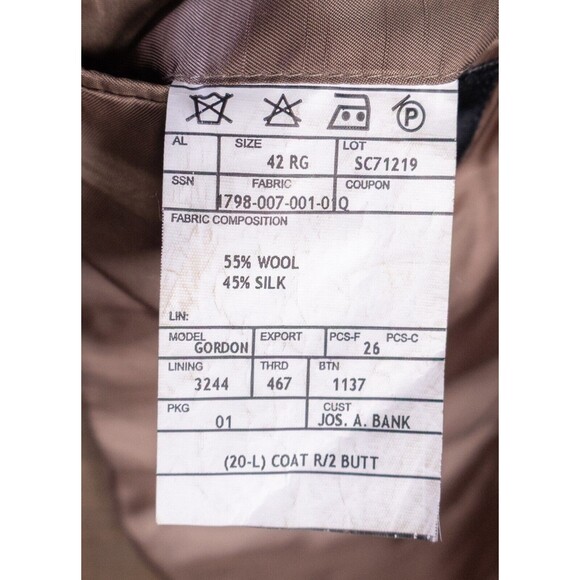 P
AL SIZE LOT
42 RG SC71219
SSN FABRIC COUPON
1798-007-001-01Q
FABRIC COMPOSITION
55% WOOL
45% SILK
LIN:
MODEL EXPORT PCS-F PCS-C
GORDON 26
LINING THRD BTN
3244 467 1137
PKG CUST
01 JOS. A. BANK
(20-L) COAT R/2 BUTT